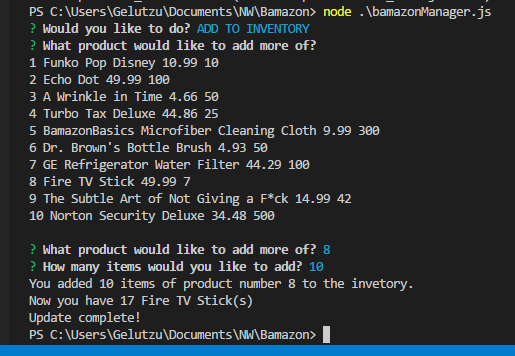 PS C:\Users\Gelutzu\Documents\NW\Bamazon> node .\bamazonManager.js
? Would you like to do? ADD TO INVENTORY
? What product would like to add more of?
1 Funko Pop Disney 10.99 10
2 Echo Dot 49.99 100
3 A Wrinkle in Time 4.66 50
4 Turbo Tax Deluxe 44.86 25
5 BamazonBasics Microfiber Cleaning Cloth 9.99 300
6 Dr. Brown's Bottle Brush 4.93 50
7 GE Refrigerator Water Filter 44.29 100
8 Fire TV Stick 49.99 7
9 The Subtle Art of Not Giving a F*ck 14.99 42
10 Norton Security Deluxe 34.48 500
? What product would like to add more of? 8
? How many items would you like to add? 10
You added 10 items of product number 8 to the invetory.
Now you have 17 Fire TV Stick(s)
Update complete!
PS C:\Users\Gelutzu\Documents\NW\Bamazon>